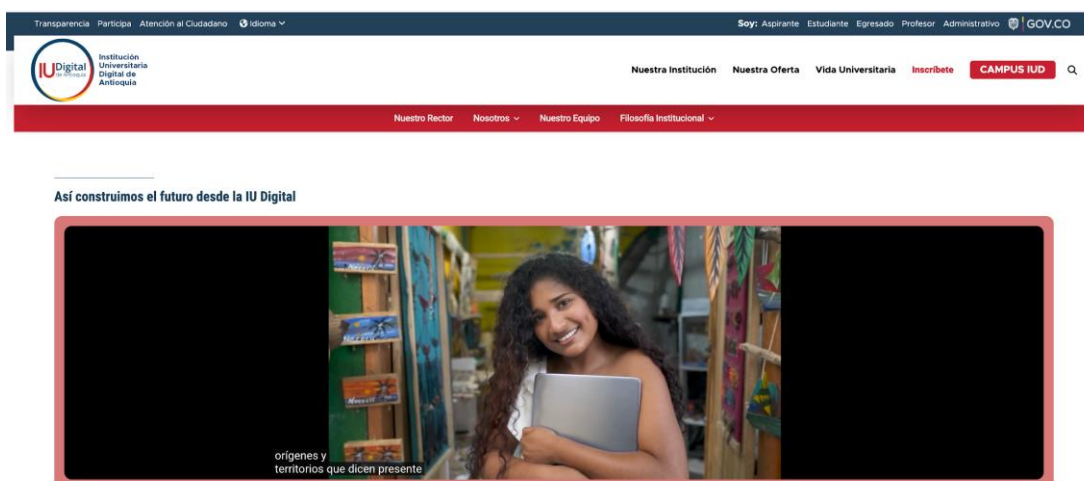 Transparencia Participa Atención al Ciudadano Idioma
Soy: Aspirante Estudiante Egresado Profesor Administrativo GOV.CO
IUDigital
de Antioquia
Institución
Universitaria
Digital de
Antioquia
Nuestra Institución Nuestra Oferta Vida Universitaria Inscríbete CAMPUS IUD
Nuestro Rector Nosotros Nuestro Equipo Filosofía Institucional
Así construimos el futuro desde la IU Digital
orígenes y
territorios que dicen presente